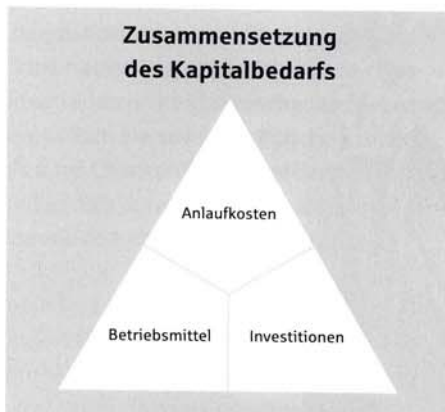 Zusammensetzung
des Kapitalbedarfs
Anlaufkosten
Betriebsmittel
Investitionen